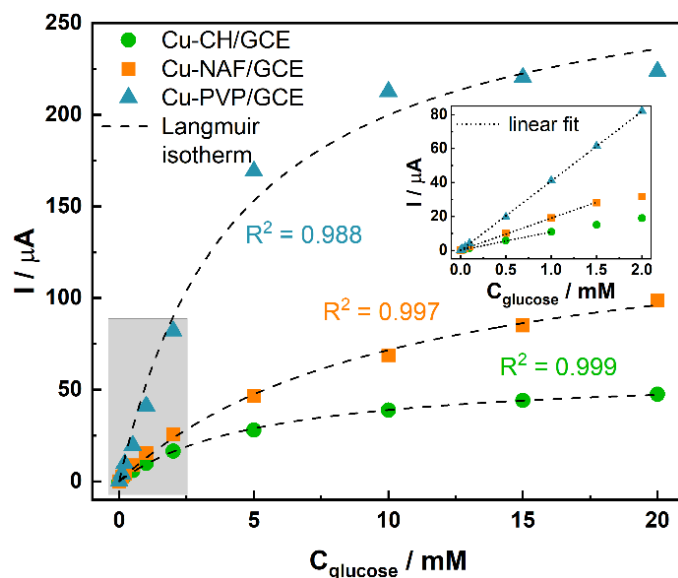 Cu-CH/GCE
Cu-NAF/GCE
Cu-PVP/GCE
Langmuir
isotherm
I / μA
250
200
150
100
50
0
R² = 0.988
R² = 0.997
R² = 0.999
0
5
10
15
20
C_glucose / mM
linear fit
I / μA
80
60
40
20
0
0.0
0.5
1.0
1.5
2.0
C_glucose / mM